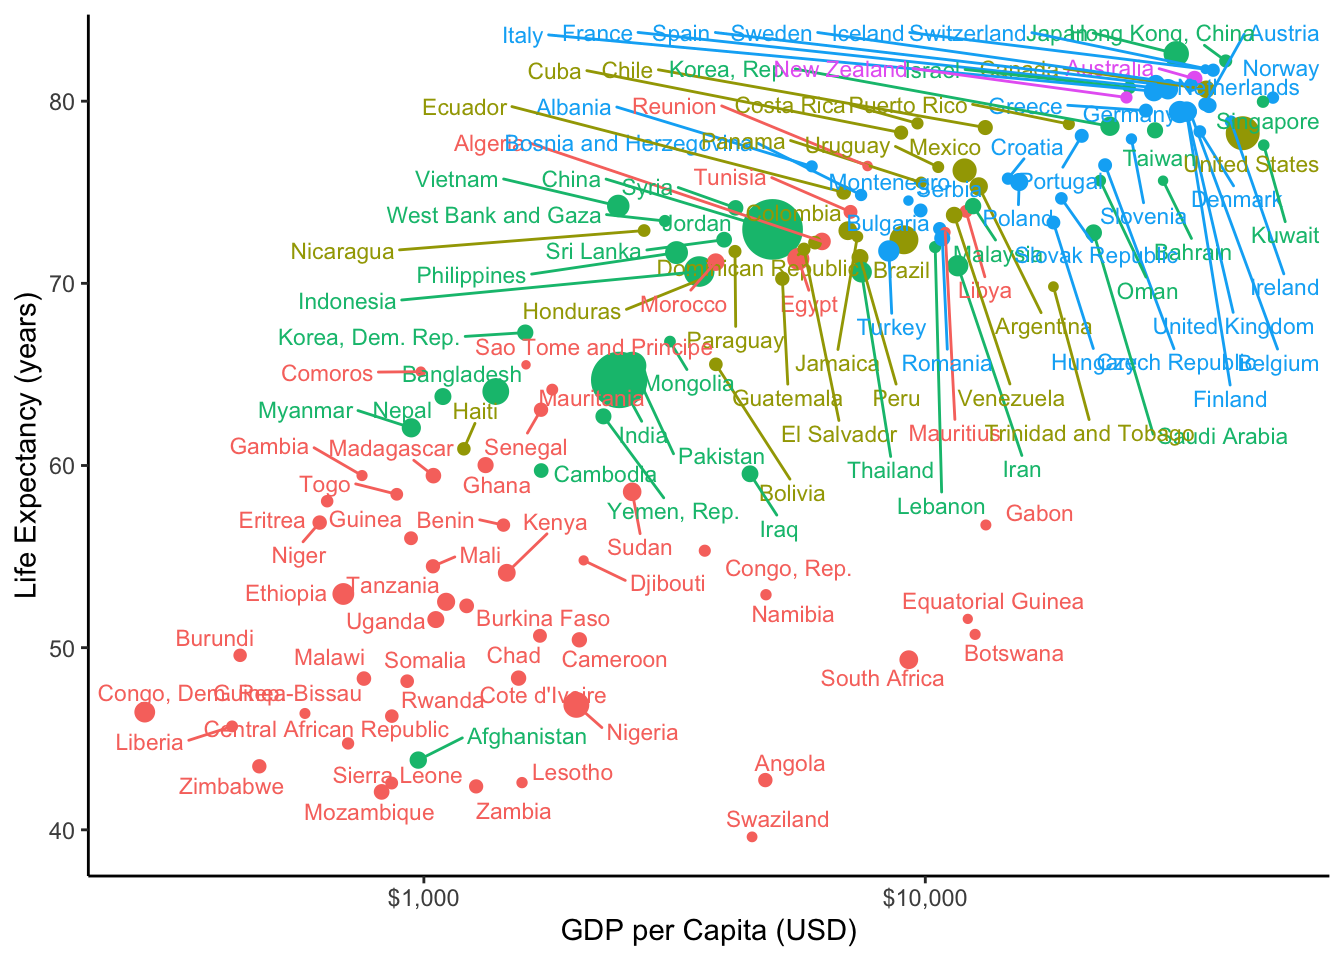 Italy
France
Spain
Sweden
Iceland
Switzerland
Japan
Hong Kong, China
Austria
Cuba
Chile
Korea, Rep.
New Zealand
Israel
Canada
Australia
Norway
Netherlands
Ecuador
Albania
Reunion
Costa Rica
Puerto Rico
Greece
Germany
Singapore
Algeria
Bosnia and Herzegovina
Panama
Uruguay
Mexico
Croatia
Taiwan
United States
Vietnam
China
Syria
Tunisia
Montenegro
Serbia
Portugal
Denmark
West Bank and Gaza
Jordan
Colombia
Bulgaria
Poland
Slovenia
Kuwait
Nicaragua
Sri Lanka
Malaysia
Slovak Republic
Bahrain
Philippines
Dominican Republic
Brazil
Libya
Oman
Ireland
Indonesia
Honduras
Morocco
Egypt
Turkey
Argentina
United Kingdom
Korea, Dem. Rep.
Sao Tome and Principe
Paraguay
Jamaica
Romania
Hungary
Czech Republic
Belgium
Comoros
Bangladesh
Mongolia
Mauritania
Guatemala
Peru
Venezuela
Finland
Myanmar
Nepal
Haiti
India
El Salvador
Mauritius
Trinidad and Tobago
Saudi Arabia
Gambia
Madagascar
Senegal
Pakistan
Togo
Ghana
Cambodia
Bolivia
Thailand
Iran
Eritrea
Guinea
Benin
Kenya
Yemen, Rep.
Iraq
Lebanon
Gabon
Niger
Mali
Sudan
Djibouti
Congo, Rep.
Ethiopia
Tanzania
Uganda
Burkina Faso
Namibia
Equatorial Guinea
Burundi
Malawi
Somalia
Chad
Cameroon
Botswana
South Africa
Congo, Dem. Rep.
Guinea-Bissau
Rwanda
Cote d'Ivoire
Liberia
Central African Republic
Afghanistan
Nigeria
Zimbabwe
Sierra Leone
Lesotho
Angola
Mozambique
Zambia
Swaziland
80
70
60
50
40
Life Expectancy (years)
$1,000
$10,000
GDP per Capita (USD)